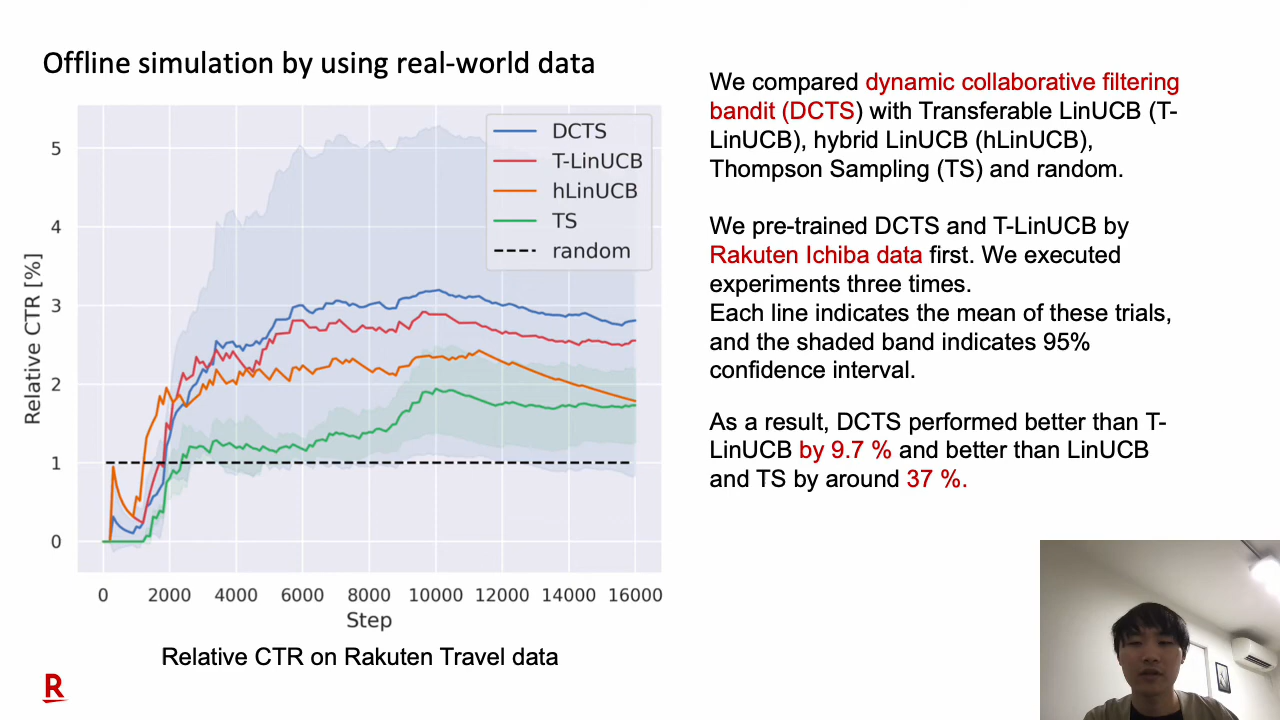 Offline simulation by using real-world data
DCTS
T-LinUCB
hLinUCB
TS
random
Relative CTR [%]
5
4
3
2
1
0
0 2000 4000 6000 8000 10000 12000 14000 16000
Step
Relative CTR on Rakuten Travel data
R
We compared dynamic collaborative filtering
bandit (DCTS) with Transferable LinUCB (T-
LinUCB), hybrid LinUCB (hLinUCB),
Thompson Sampling (TS) and random.
We pre-trained DCTS and T-LinUCB by
Rakuten Ichiba data first. We executed
experiments three times.
Each line indicates the mean of these trials,
and the shaded band indicates 95%
confidence interval.
As a result, DCTS performed better than T-
LinUCB by 9.7 % and better than LinUCB
and TS by around 37 %.